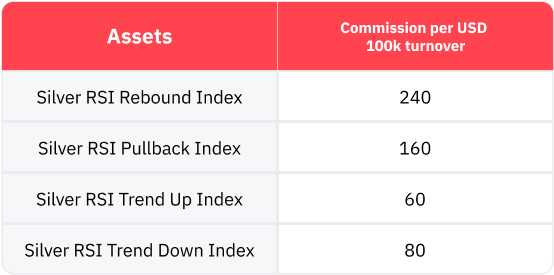 Assets
Commission per USD
100k turnover
Silver RSI Rebound Index
240
Silver RSI Pullback Index
160
Silver RSI Trend Up Index
60
Silver RSI Trend Down Index
80